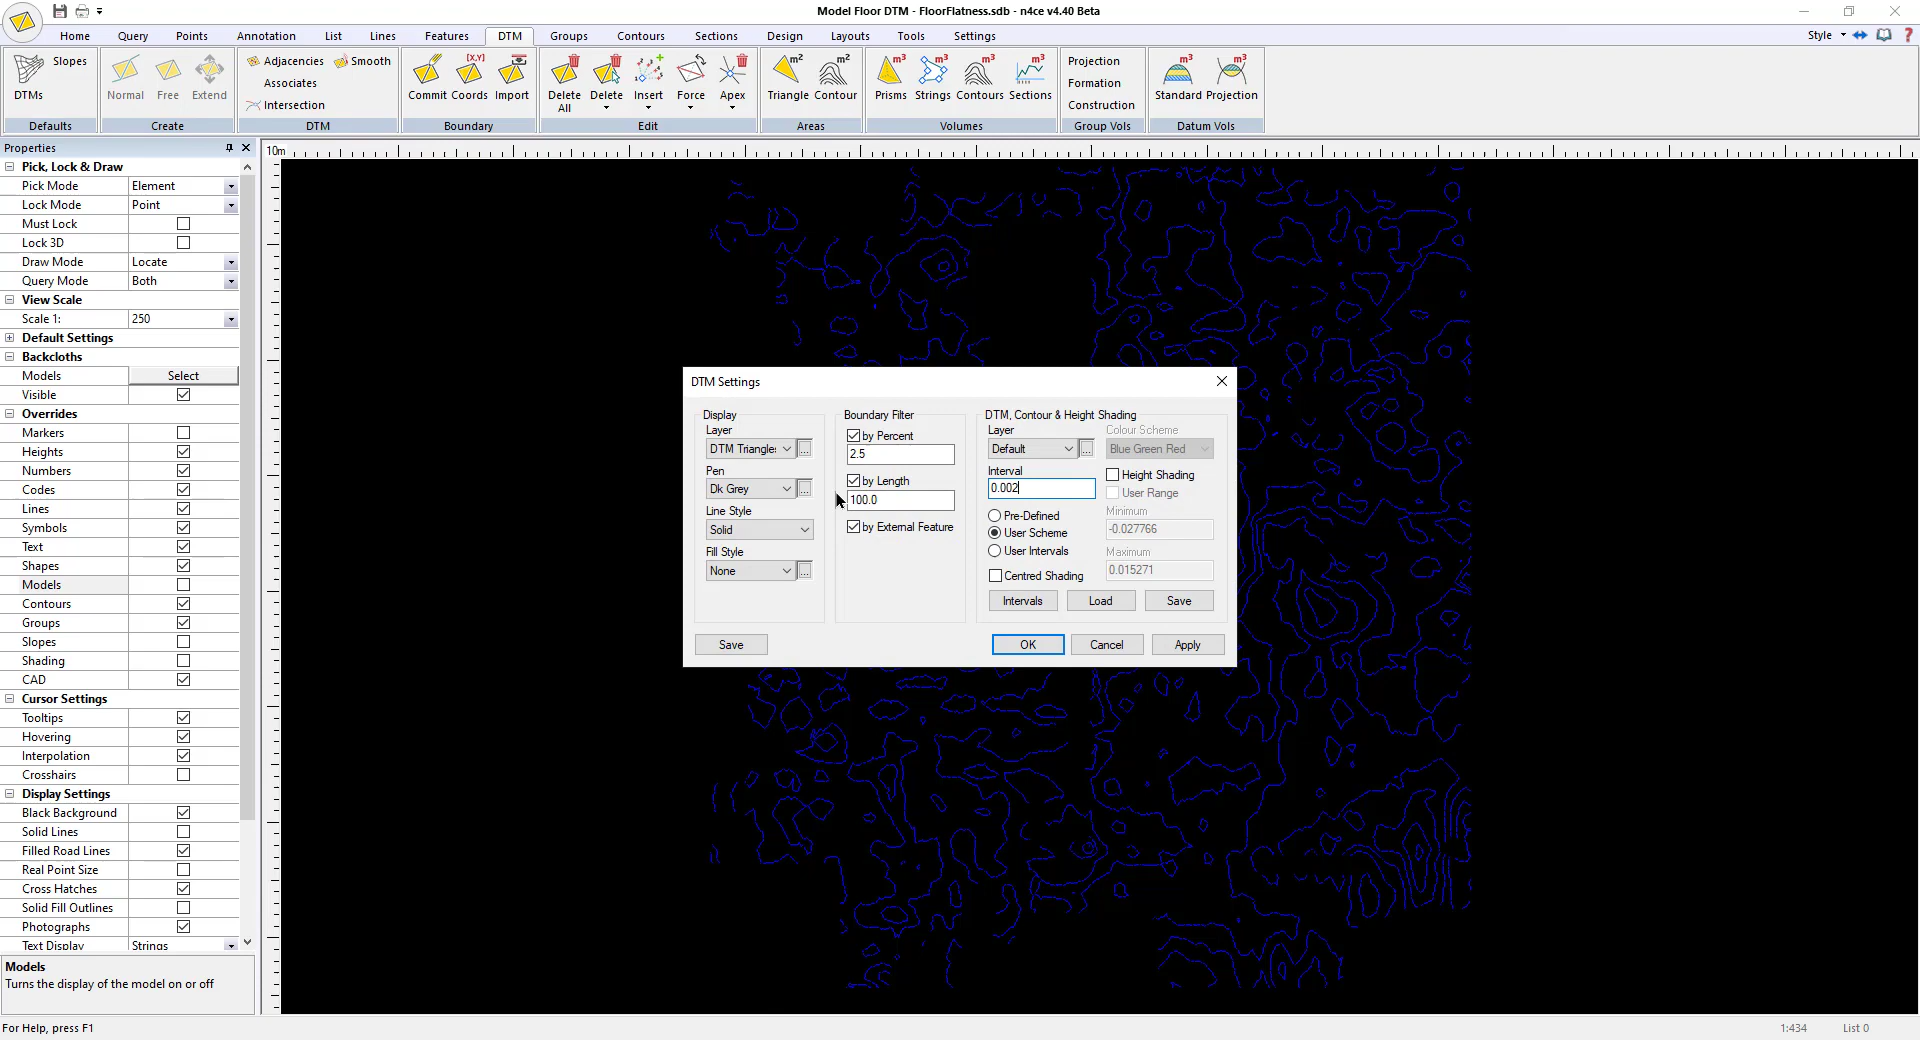 Model Floor DTM - FloorFlatness.sdb - n4ce v4.40 Beta
Home Query Points Annotation List Lines Features DTM Groups Contours Sections Design Layouts Tools Settings Style
DTMs Slopes
Defaults
Normal Free Extend
Create
Adjacencies Smooth
Associates
Intersection
DTM
Commit Coords Import
(X,Y)
Boundary
Delete All Delete Insert Force Apex
Edit
Triangle Contour
m² m²
Areas
Prisms Strings Contours Sections
m³ m³ m³ m³
Volumes
Projection
Formation
Construction
Group Vols
Standard Projection
m³ m³
Datum Vols
Properties
10m
Pick, Lock & Draw
Pick Mode Element
Lock Mode Point
Must Lock
Lock 3D
Draw Mode Locate
Query Mode Both
View Scale
Scale 1: 250
Default Settings
Backcloths
Models Select
Visible
Overrides
Markers
Heights
Numbers
Codes
Lines
Symbols
Text
Shapes
Models
Contours
Groups
Slopes
Shading
CAD
Cursor Settings
Tooltips
Hovering
Interpolation
Crosshairs
Display Settings
Black Background
Solid Lines
Filled Road Lines
Real Point Size
Cross Hatches
Solid Fill Outlines
Photographs
Text Display Strings
Models
Turns the display of the model on or off
For Help, press F1
1:434 List 0
DTM Settings
Display
Layer
DTM Triangles
Pen
Dk Grey
Line Style
Solid
Fill Style
None
Save
Boundary Filter
by Percent
2.5
by Length
100.0
by External Feature
DTM, Contour & Height Shading
Layer
Default
Interval
0.002
Pre-Defined
User Scheme
User Intervals
Centred Shading
Colour Scheme
Blue Green Red
Height Shading
User Range
Minimum
-0.027766
Maximum
0.015271
Intervals Load Save
OK Cancel Apply